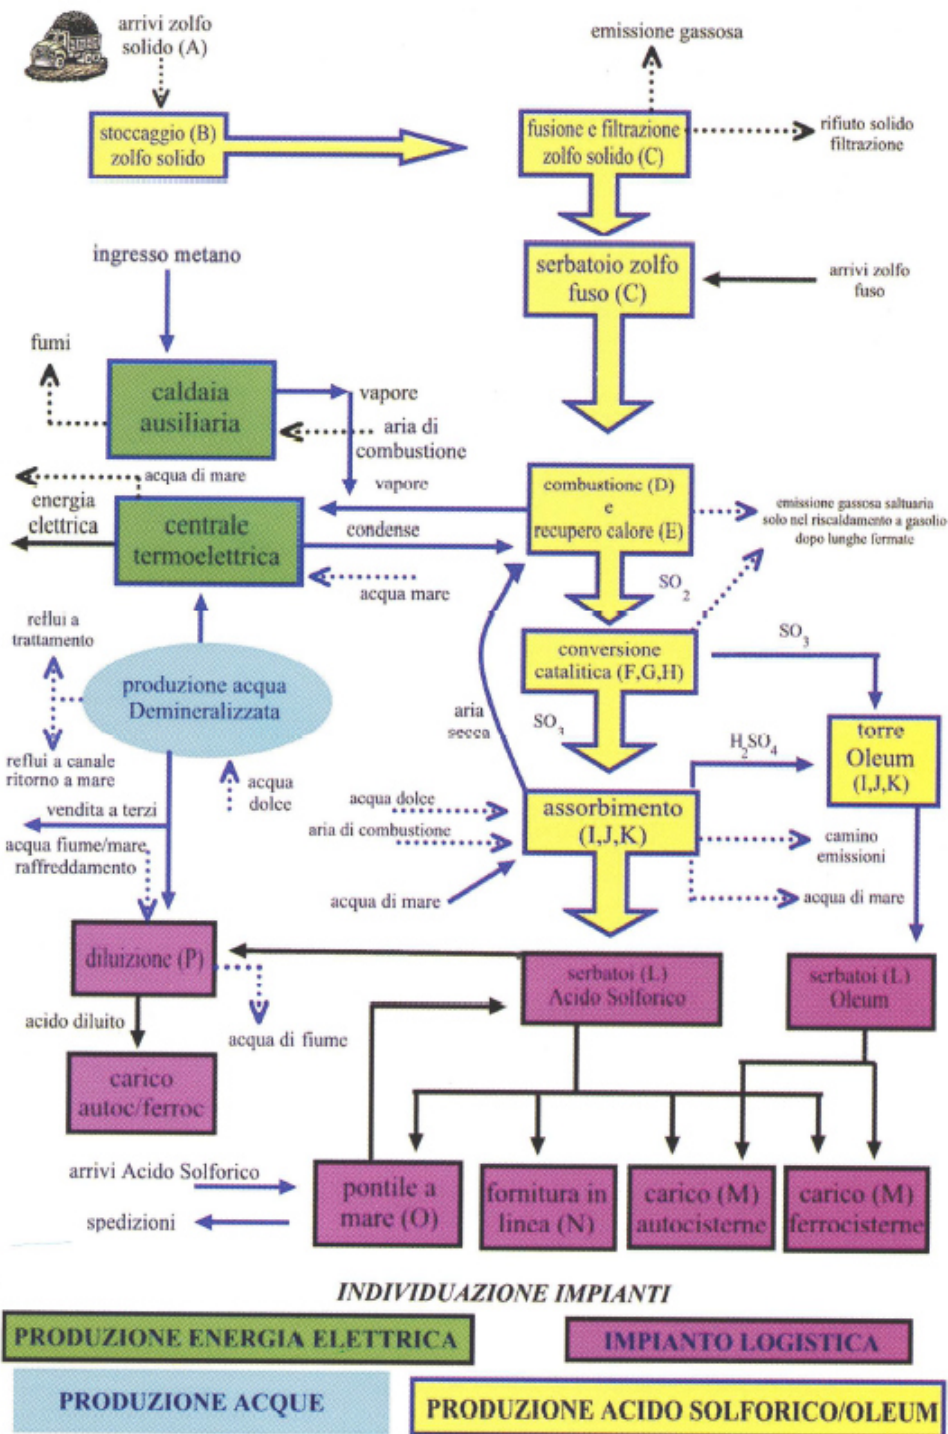 arrivi zolfo
solido (A)
emissione gassosa
stoccaggio (B)
zolfo solido
fusione e filtrazione
zolfo solido (C)
rifiuto solido
filtrazione
ingresso metano
serbatoio zolfo
fuso (C)
arrivi zolfo
fuso
fumi
caldaia
ausiliaria
vapore
aria di
combustione
acqua di mare
vapore
energia
elettrica
centrale
termoelettrica
condense
acqua mare
combustione (D)
e
recupero calore (E)
emissione gassosa saltuaria
solo nel riscaldamento a gasolio
dopo lunghe fermate
SO2
reflui a
trattamento
produzione acqua
Demineralizzata
conversione
catalitica (F,G,H)
SO3
aria
secca
SO3
torre
Oleum
(I,J,K)
H2SO4
reflui a canale
ritorno a mare
acqua
dolce
vendita a terzi
acqua fiume/mare
raffreddamento
acqua dolce
aria di combustione
acqua di mare
assorbimento
(I,J,K)
camino
emissioni
acqua di mare
diluizione (P)
serbatoi (L)
Acido Solforico
serbatoi (L)
Oleum
acido diluito
acqua di fiume
carico
autoc/ferroc
arrivi Acido Solforico
spedizioni
pontile a
mare (O)
fornitura in
linea (N)
carico (M)
autocisterne
carico (M)
ferrocisterne
INDIVIDUAZIONE IMPIANTI
PRODUZIONE ENERGIA ELETTRICA
IMPIANTO LOGISTICA
PRODUZIONE ACQUE
PRODUZIONE ACIDO SOLFORICO/OLEUM